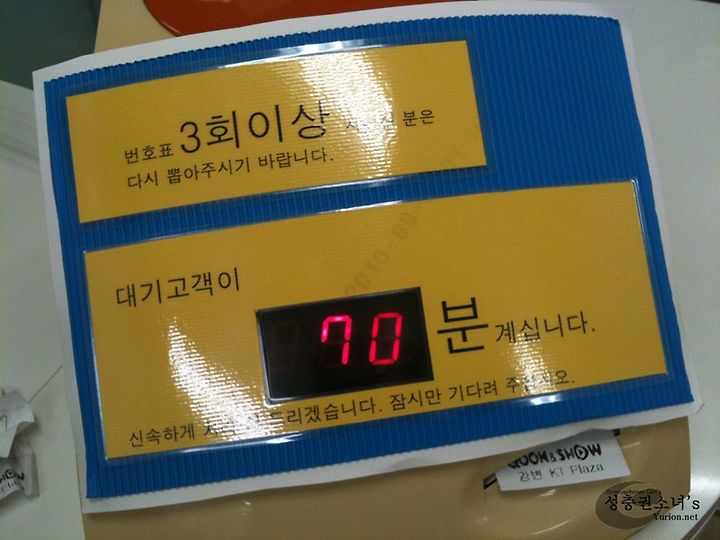 번호표 3회이상 분은
다시 뽑아주시기 바랍니다.
대기고객이
70 분 계십니다.
신속하게 드리겠습니다. 잠시만 기다려
QOOK&SHOW
강변 KT Plaza
성층권소녀's
Yurion.net